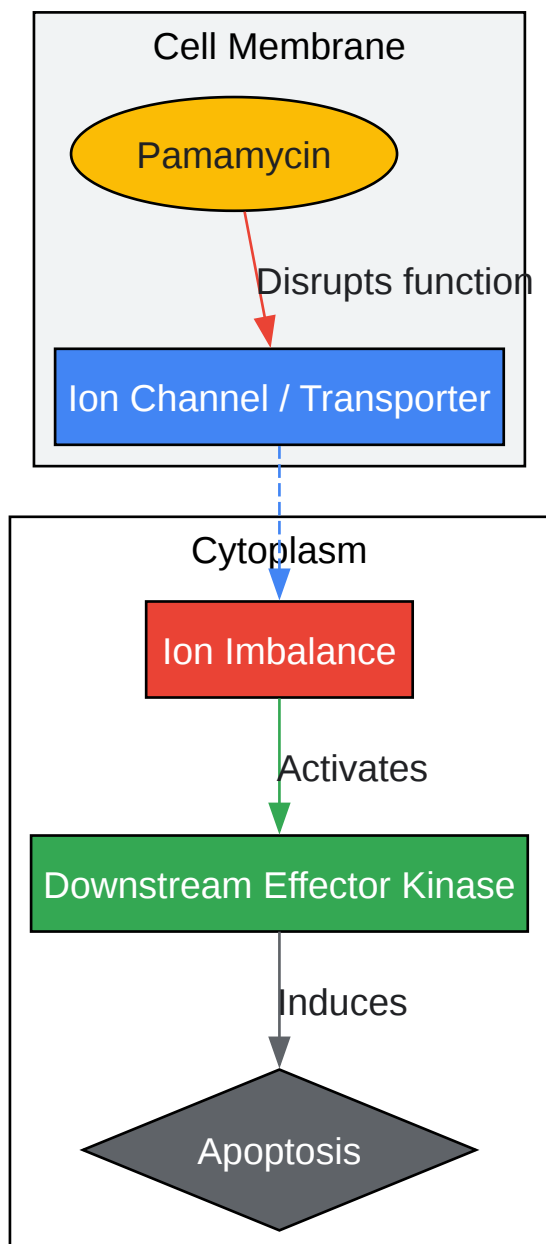 Cell Membrane
Pamamycin
Disrupts function
Ion Channel / Transporter
Cytoplasm
Ion Imbalance
Activates
Downstream Effector Kinase
Induces
Apoptosis